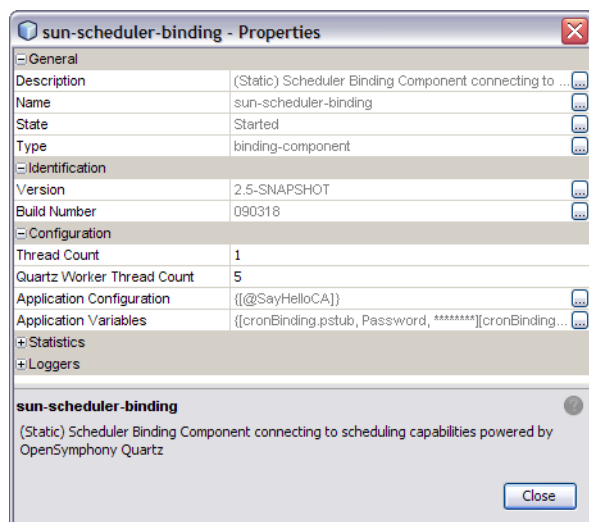 sun-scheduler-binding - Properties
General
Description (Static) Scheduler Binding Component connecting to ... ...
Name sun-scheduler-binding ...
State Started ...
Type binding-component ...
Identification
Version 2.5-SNAPSHOT ...
Build Number 090318 ...
Configuration
Thread Count 1
Quartz Worker Thread Count 5
Application Configuration {[@SayHelloCA]} ...
Application Variables {[cronBinding.pstub, Password, ********][cronBinding... ...
Statistics
Loggers
sun-scheduler-binding ?
(Static) Scheduler Binding Component connecting to scheduling capabilities powered by
OpenSymphony Quartz
Close